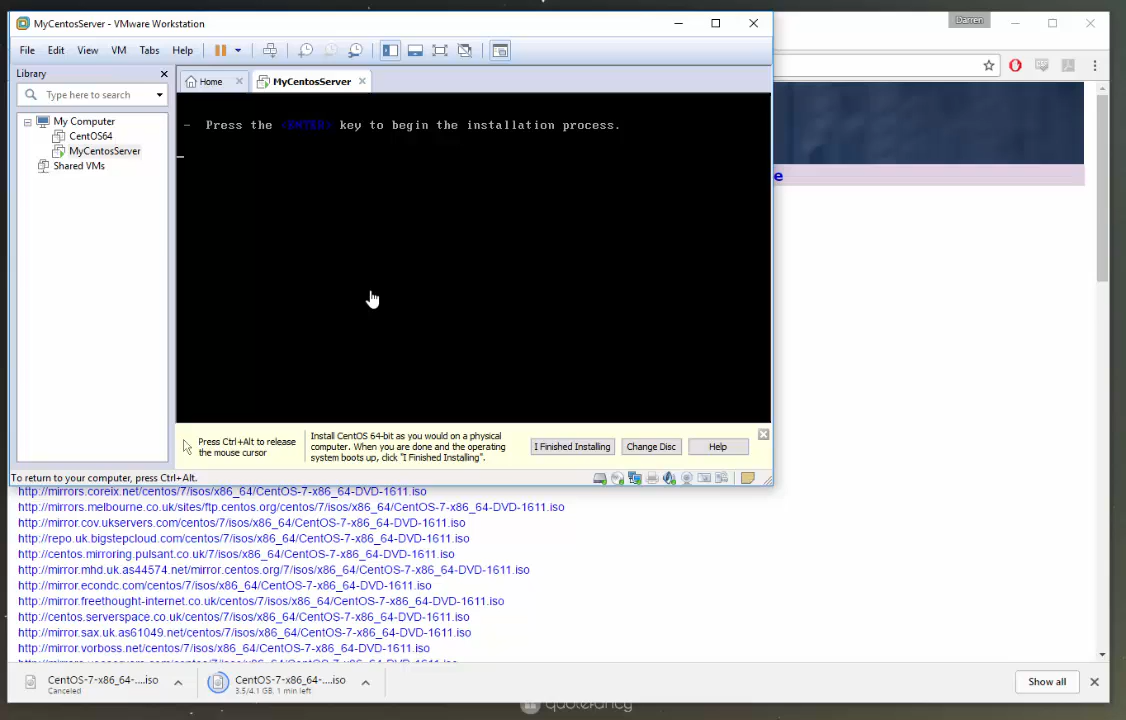 MyCentosServer - VMware Workstation
Darren
File Edit View VM Tabs Help
Library
Home
MyCentosServer
Type here to search
My Computer
CentOS64
MyCentosServer
Shared VMs
- Press the <ENTER> key to begin the installation process.
e
Press Ctrl+Alt to release
the mouse cursor
Install CentOS 64-bit as you would on a physical
computer. When you are done and the operating
system boots up, click "I Finished Installing".
I Finished Installing
Change Disc
Help
To return to your computer, press Ctrl+Alt.
http://mirrors.coreix.net/centos/7/isos/x86_64/CentOS-7-x86_64-DVD-1611.iso
http://mirrors.melbourne.co.uk/sites/ftp.centos.org/centos/7/isos/x86_64/CentOS-7-x86_64-DVD-1611.iso
http://mirror.cov.ukservers.com/centos/7/isos/x86_64/CentOS-7-x86_64-DVD-1611.iso
http://repo.uk.bigstepcloud.com/centos/7/isos/x86_64/CentOS-7-x86_64-DVD-1611.iso
http://centos.mirroring.pulsant.co.uk/7/isos/x86_64/CentOS-7-x86_64-DVD-1611.iso
http://mirror.mhd.uk.as44574.net/mirror.centos.org/7/isos/x86_64/CentOS-7-x86_64-DVD-1611.iso
http://mirror.econdc.com/centos/7/isos/x86_64/CentOS-7-x86_64-DVD-1611.iso
http://mirror.freethought-internet.co.uk/centos/7/isos/x86_64/CentOS-7-x86_64-DVD-1611.iso
http://centos.serverspace.co.uk/centos/7/isos/x86_64/CentOS-7-x86_64-DVD-1611.iso
http://mirror.sax.uk.as61049.net/centos/7/isos/x86_64/CentOS-7-x86_64-DVD-1611.iso
http://mirror.vorboss.net/centos/7/isos/x86_64/CentOS-7-x86_64-DVD-1611.iso
CentOS-7-x86_64-....iso
Canceled
CentOS-7-x86_64-....iso
3.5/4.1 GB, 1 min left
Show all
quotefancy